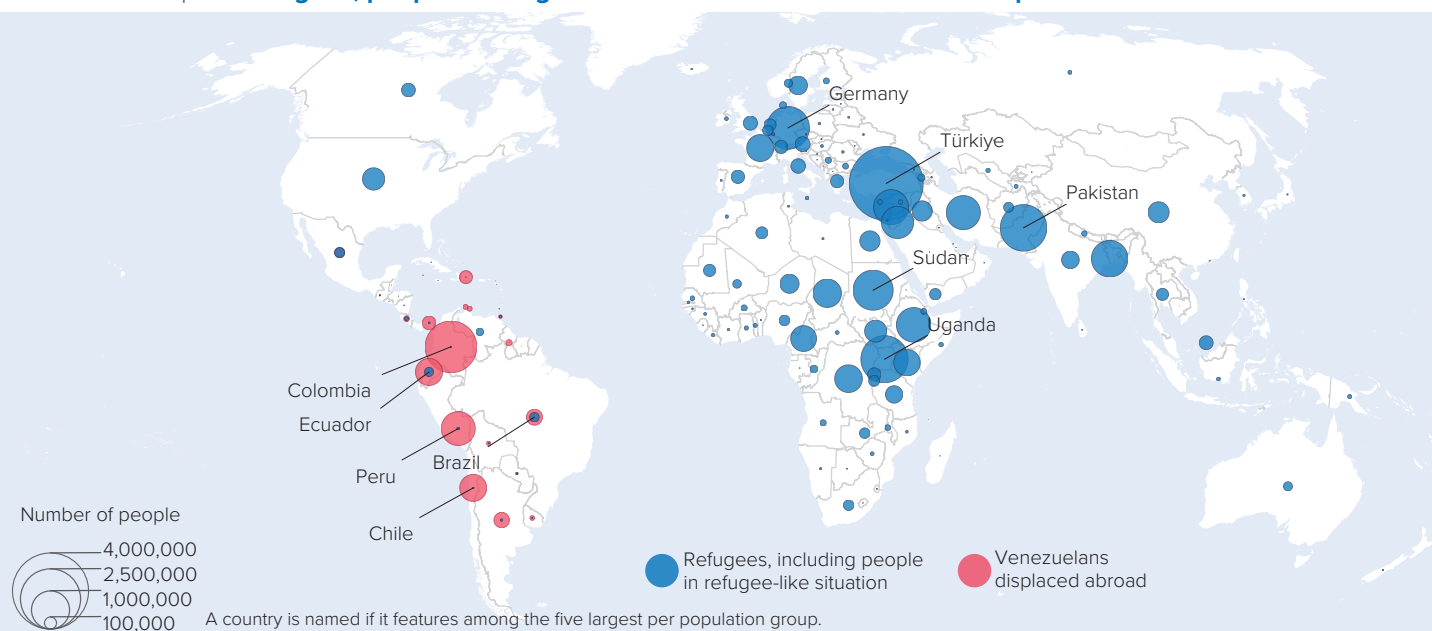 Germany
Türkiye
Pakistan
Sudan
Uganda
Colombia
Ecuador
Peru
Brazil
Chile
Number of people
4,000,000
2,500,000
1,000,000
100,000
Refugees, including people
in refugee-like situation
Venezuelans
displaced abroad
A country is named if it features among the five largest per population group.